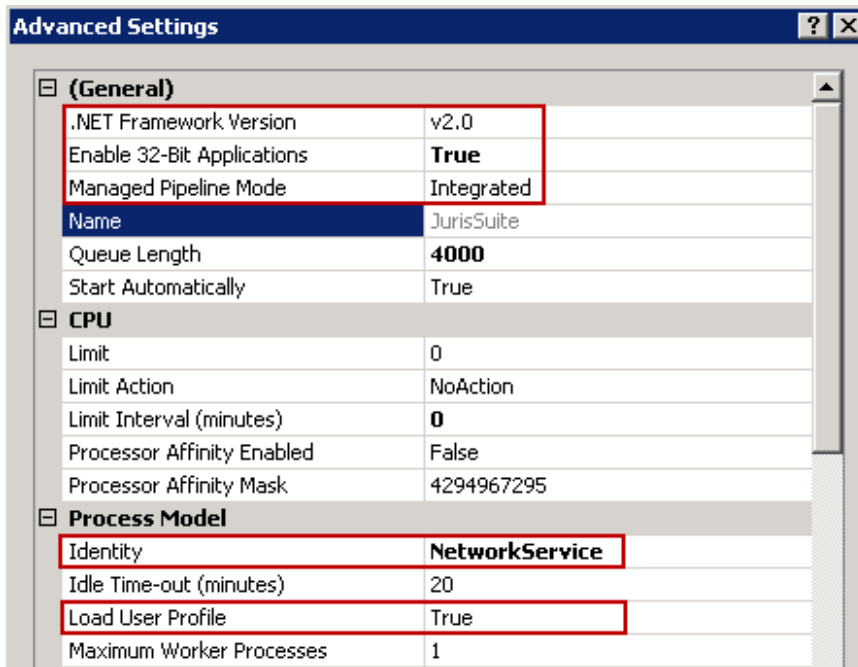 Advanced Settings
(General)
.NET Framework Version v2.0
Enable 32-Bit Applications True
Managed Pipeline Mode Integrated
Name JurisSuite
Queue Length 4000
Start Automatically True
CPU
Limit 0
Limit Action NoAction
Limit Interval (minutes) 0
Processor Affinity Enabled False
Processor Affinity Mask 4294967295
Process Model
Identity NetworkService
Idle Time-out (minutes) 20
Load User Profile True
Maximum Worker Processes 1